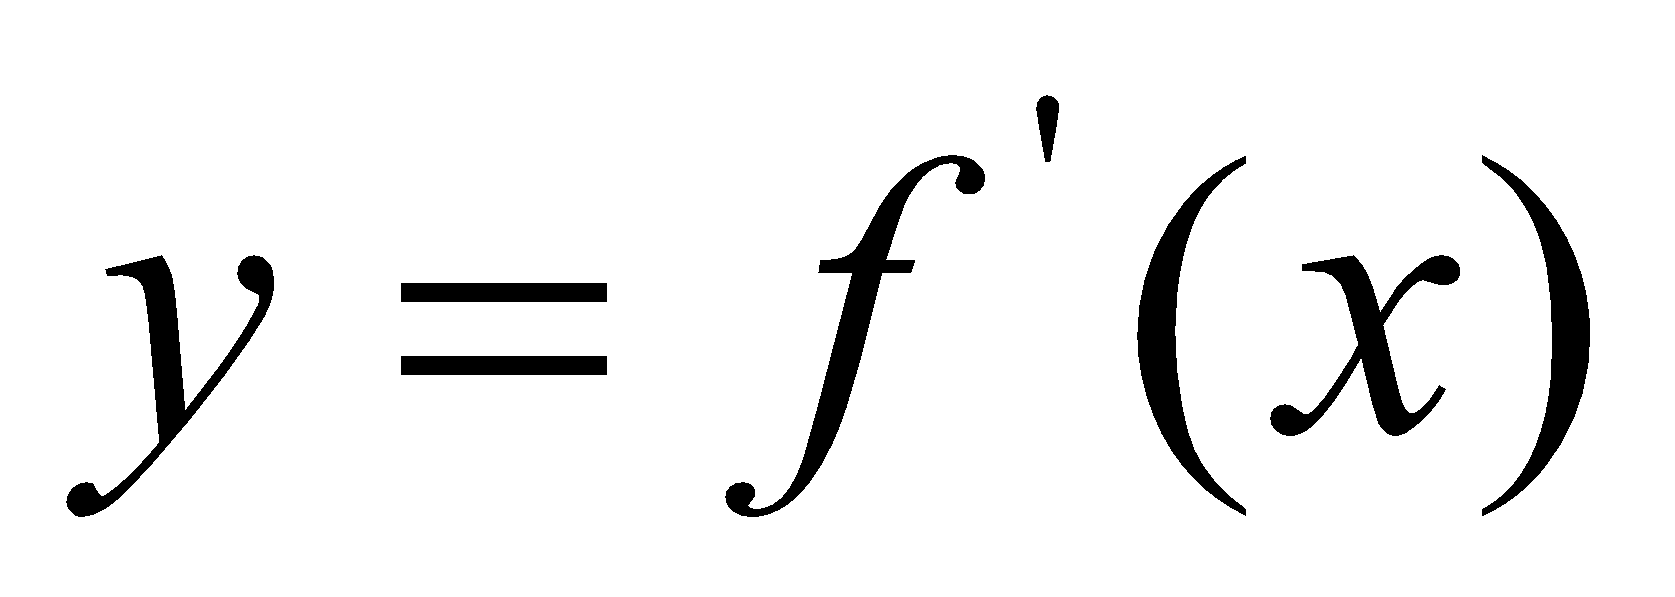 y = f'(x)